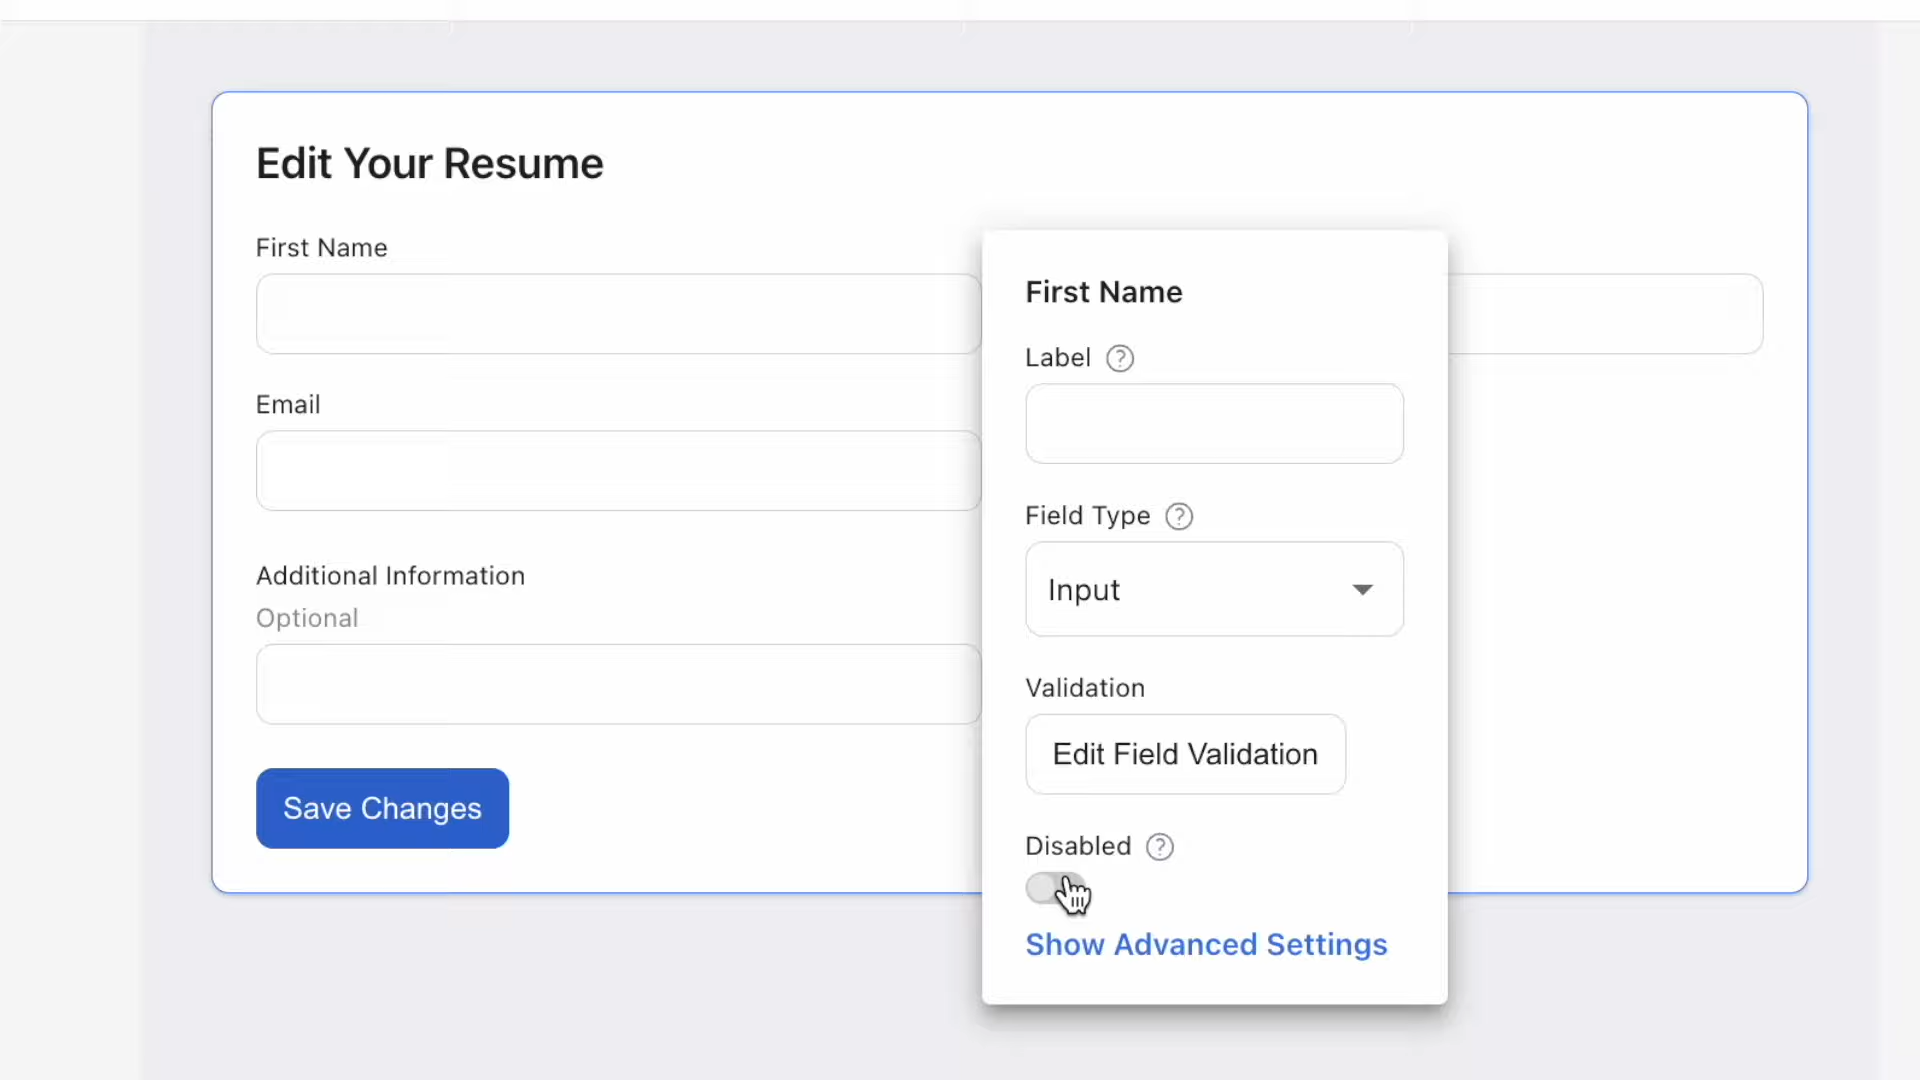 Edit Your Resume
First Name
Email
Additional Information
Optional
Save Changes
First Name
Label ?
Field Type ?
Input
Validation
Edit Field Validation
Disabled ?
Show Advanced Settings